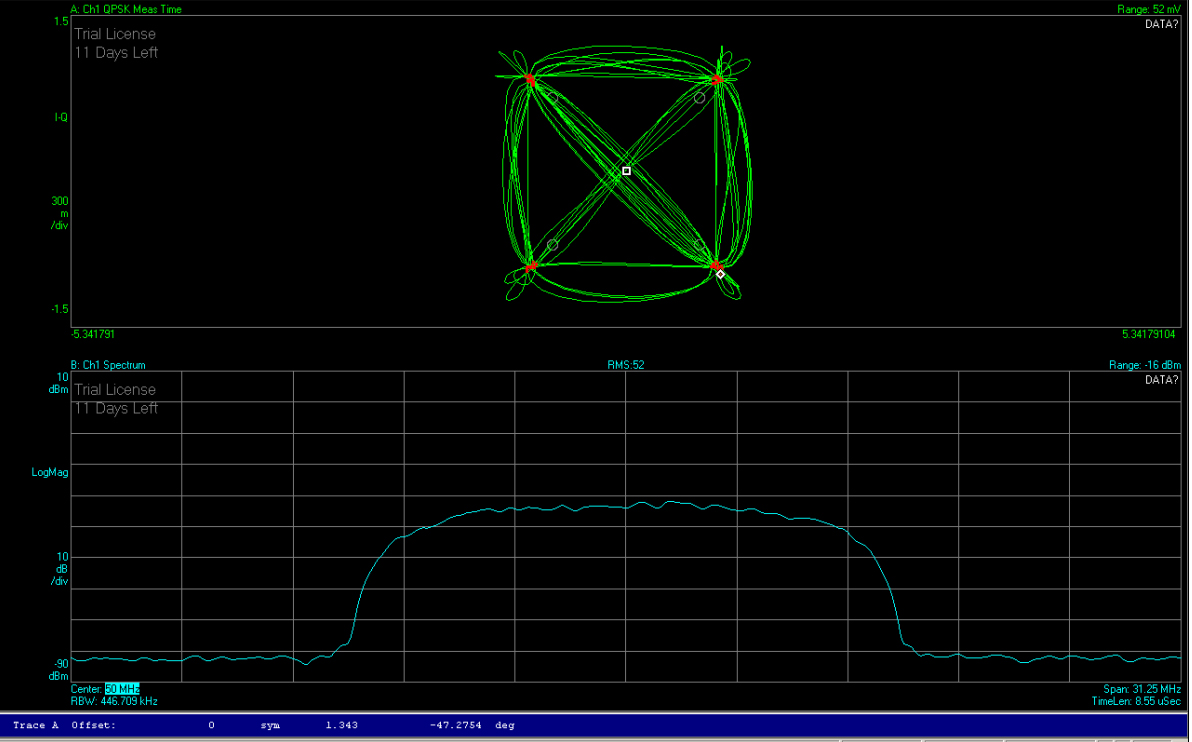 A: Ch1 QPSK Meas Time
Range: 52 mV
1.5
DATA?
Trial License
11 Days Left
I-Q
300
m
/div
-1.5
-5.341791
5.34179104
B: Ch1 Spectrum
RMS:52
Range: -16 dBm
10
dBm
DATA?
Trial License
11 Days Left
LogMag
10
dB
/div
-90
dBm
Center: 50 MHz
Span: 31.25 MHz
RBW: 446.709 kHz
TimeLen: 8.55 uSec
Trace A Offset: 0 sym 1.343 -47.2754 deg